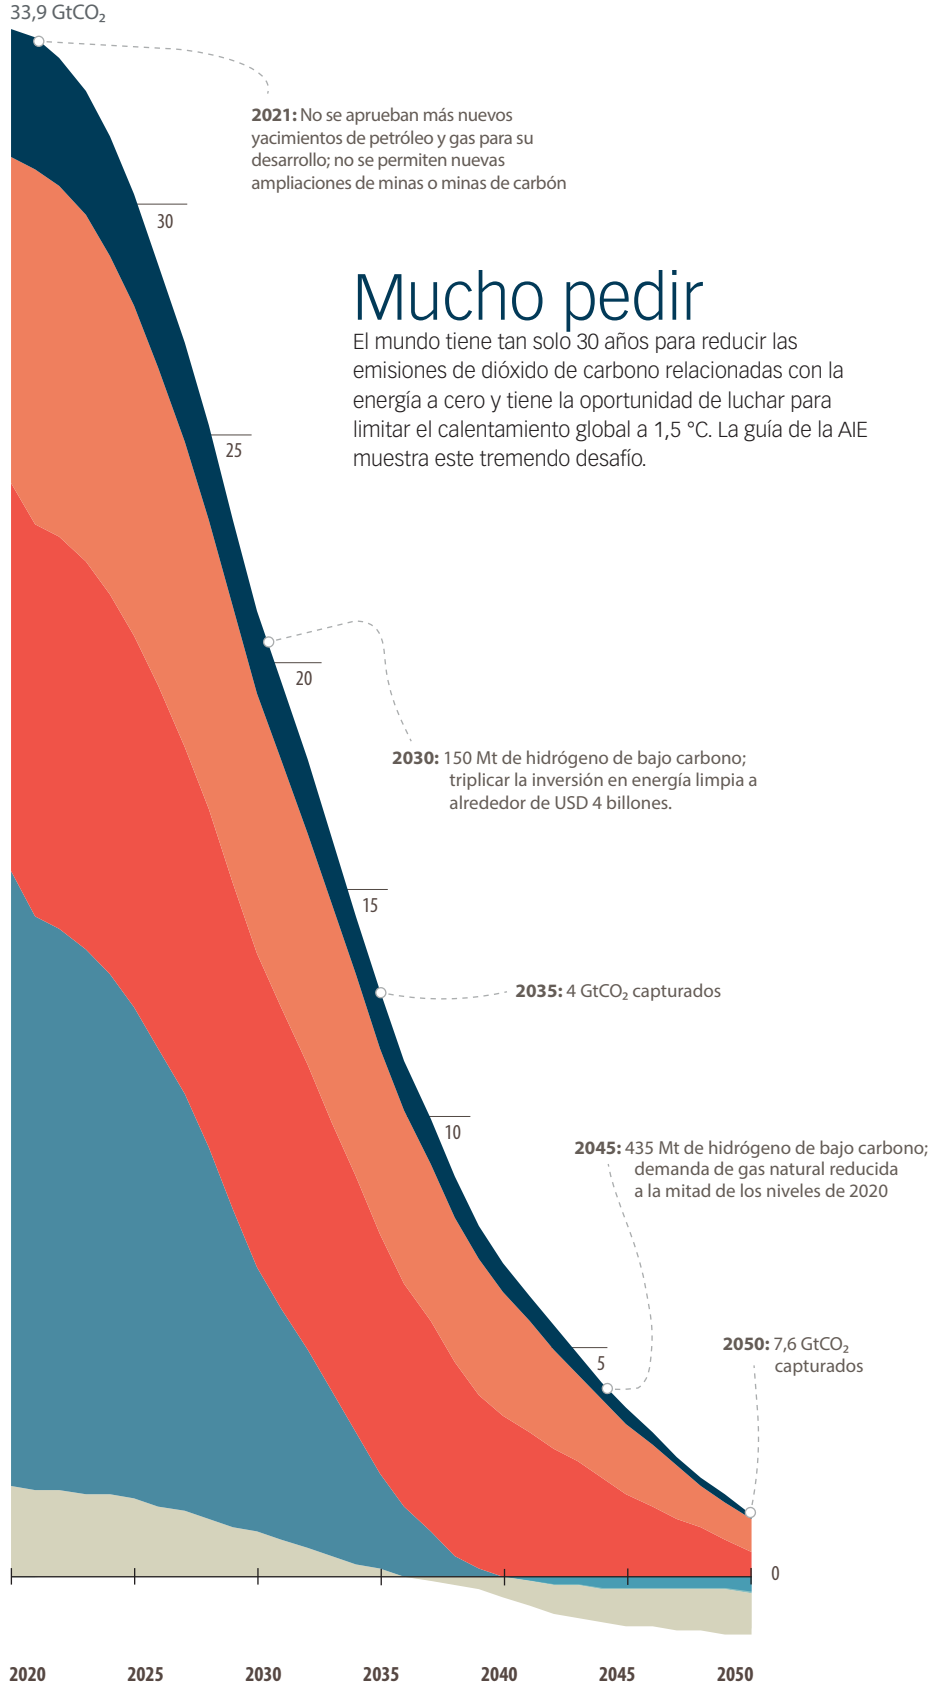 33,9 GtCO₂
2021: No se aprueban más nuevos
yacimientos de petróleo y gas para su
desarrollo; no se permiten nuevas
ampliaciones de minas o minas de carbón
30
Mucho pedir
El mundo tiene tan solo 30 años para reducir las
emisiones de dióxido de carbono relacionadas con la
energía a cero y tiene la oportunidad de luchar para
limitar el calentamiento global a 1,5 °C. La guía de la AIE
muestra este tremendo desafío.
25
20
2030: 150 Mt de hidrógeno de bajo carbono;
triplicar la inversión en energía limpia a
alrededor de USD 4 billones.
15
2035: 4 GtCO₂ capturados
10
2045: 435 Mt de hidrógeno de bajo carbono;
demanda de gas natural reducida
a la mitad de los niveles de 2020
5
2050: 7,6 GtCO₂
capturados
0
2020 2025 2030 2035 2040 2045 2050